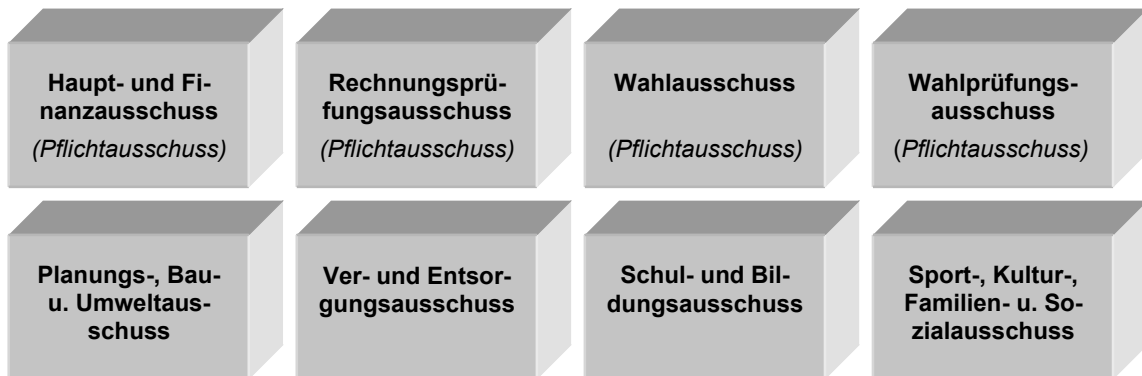 Haupt- und Fi-
nanzausschuss
(Pflichtausschuss)
Rechnungsprü-
fungsausschuss
(Pflichtausschuss)
Wahlausschuss
(Pflichtausschuss)
Wahlprüfungs-
ausschuss
(Pflichtausschuss)
Planungs-, Bau-
u. Umweltaus-
schuss
Ver- und Entsor-
gungsausschuss
Schul- und Bil-
dungsausschuss
Sport-, Kultur-,
Familien- u. So-
zialausschuss